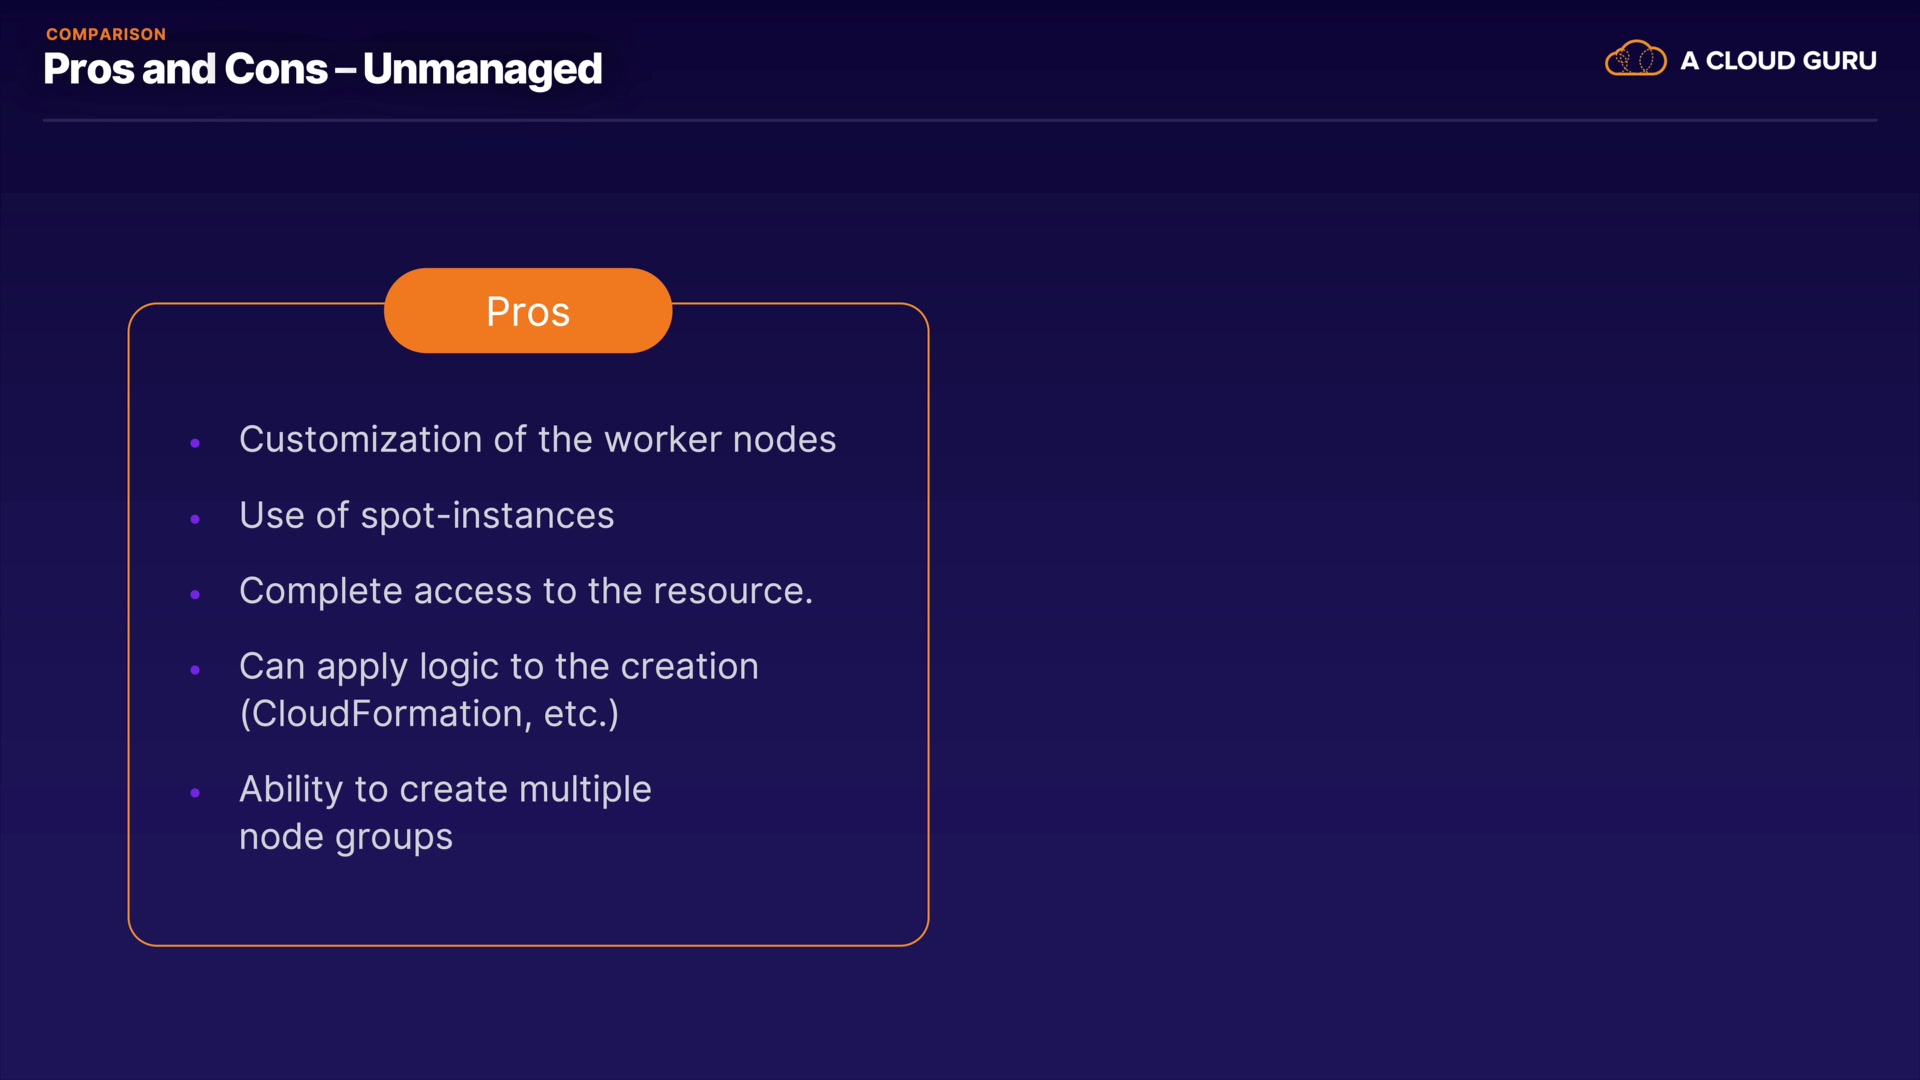 COMPARISON
Pros and Cons – Unmanaged
A CLOUD GURU
Pros
• Customization of the worker nodes
• Use of spot-instances
• Complete access to the resource.
• Can apply logic to the creation
(CloudFormation, etc.)
• Ability to create multiple
node groups